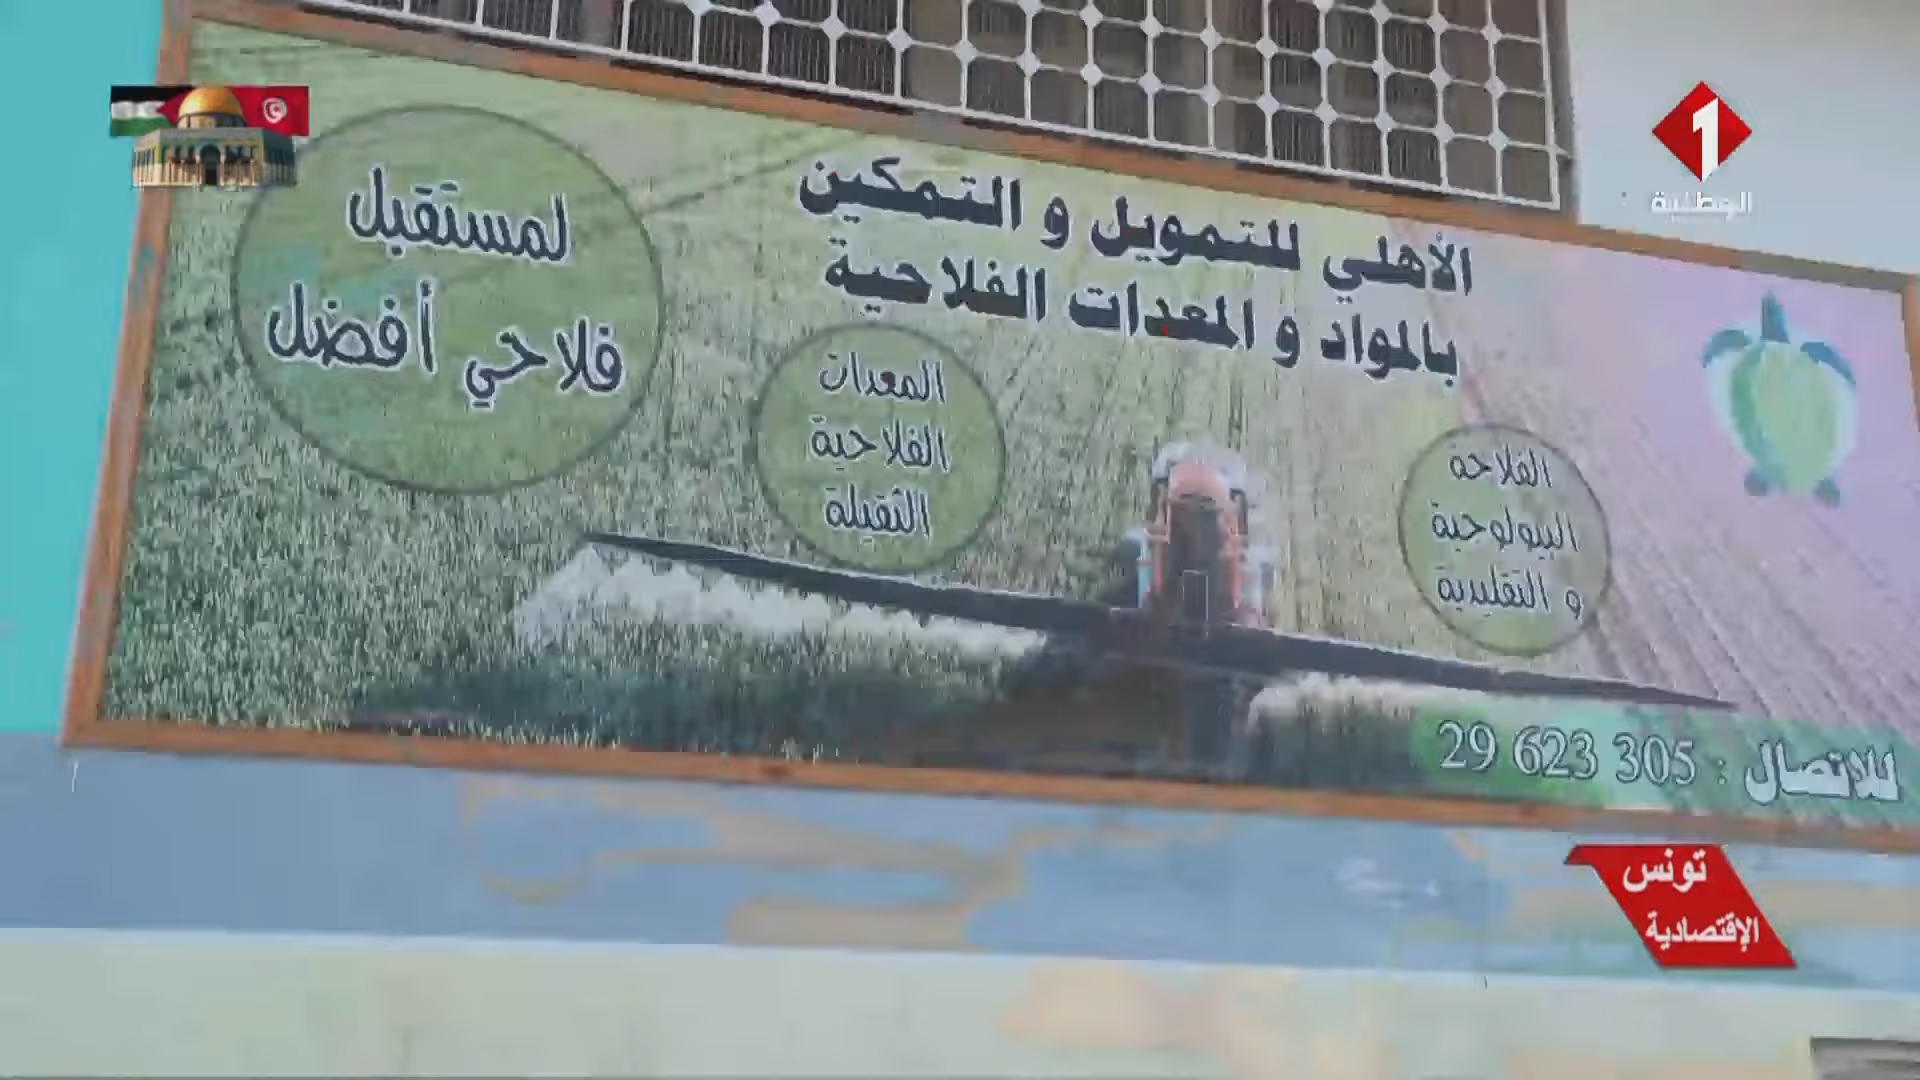 الأهلي للتمويل و التمكين
بالمواد و المعدات الفلاحية
لمستقبل
فلاحي أفضل
المعدات
الفلاحية
الثقيلة
الفلاحة
البيولوجية
و التقليدية
للاتصال : 29 623 305
1
الوطنية
تونس
الإقتصادية